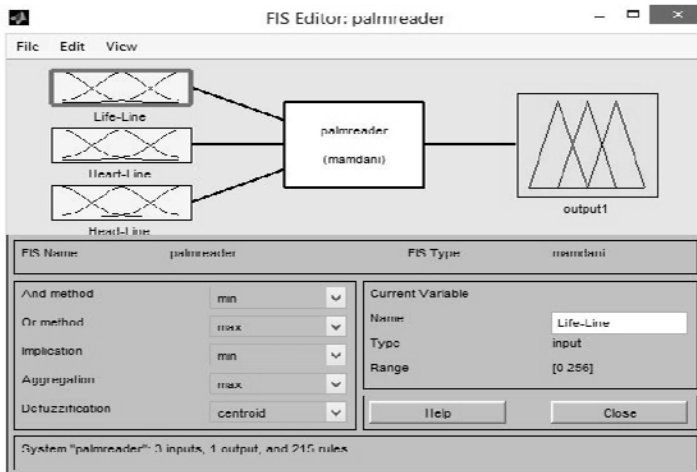 FIS Editor: palmreader
File Edit View
Life-Line
Heart-Line
Head-Line
palmreader
(mamdani)
output1
FIS Name palmreader FIS Type mamdani
And method min
Or method max
Implication min
Aggregation max
Defuzzification centroid
Current Variable
Name Life-Line
Type input
Range [0 256]
Help Close
System "palmreader": 3 inputs, 1 output, and 215 rules